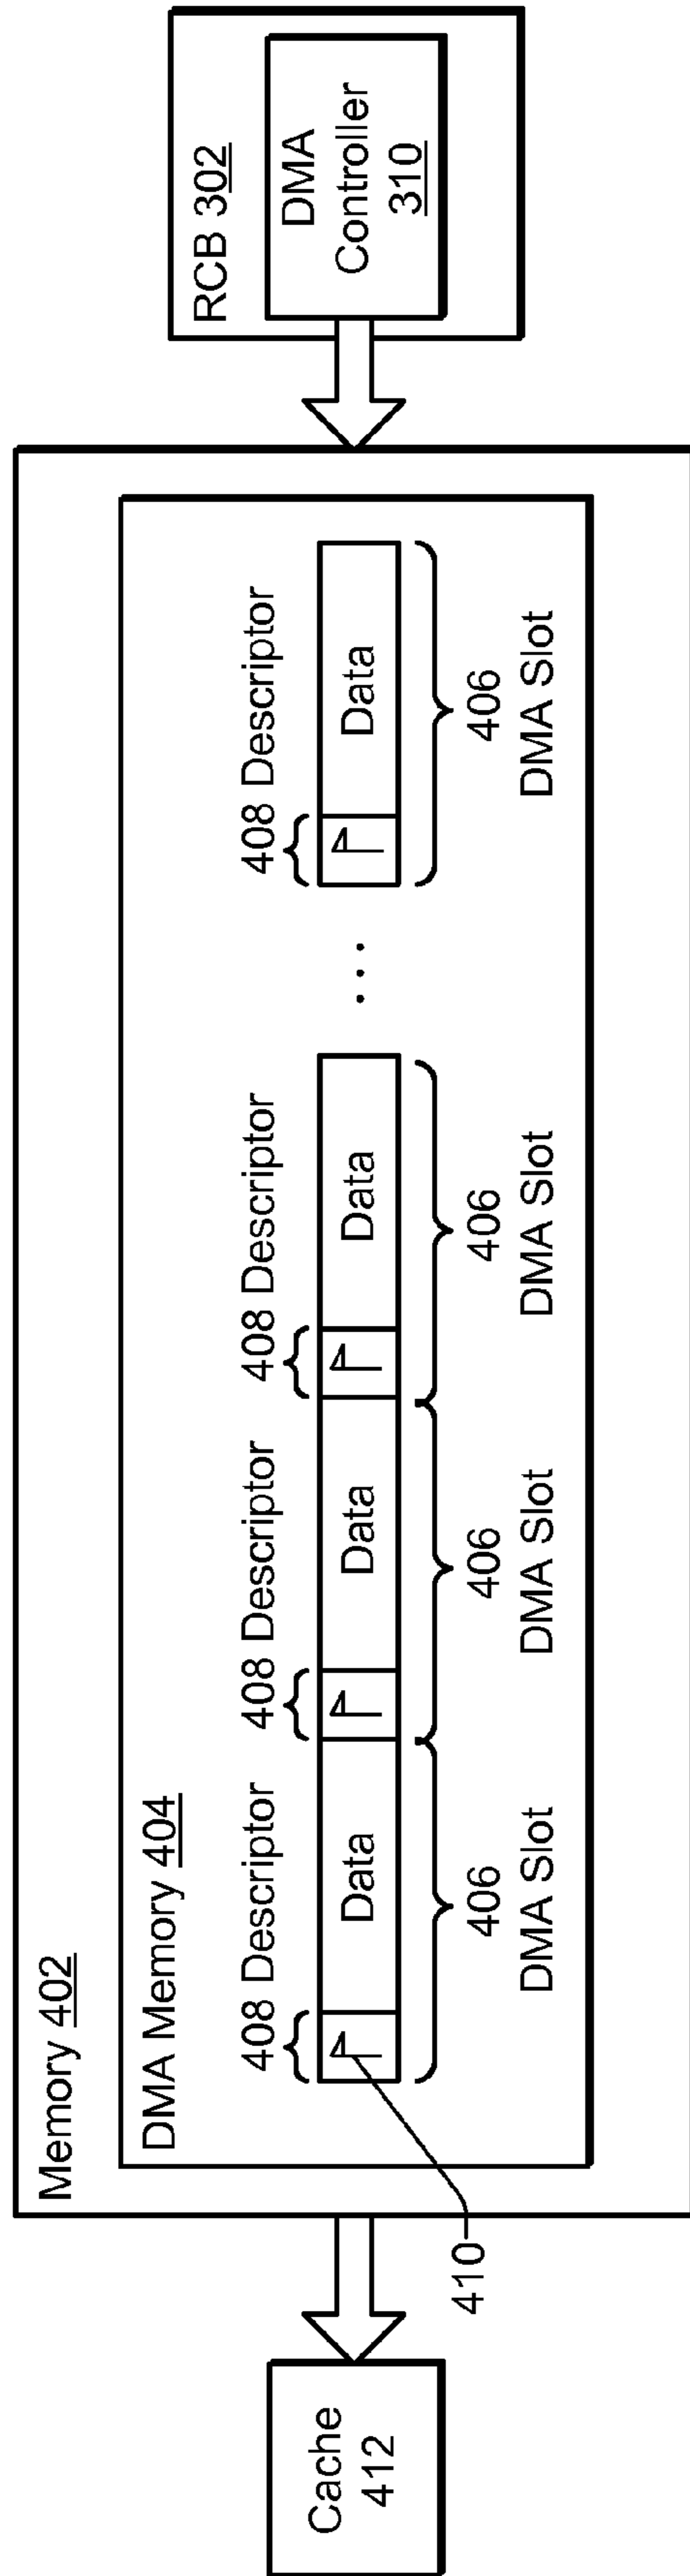 Memory 402
DMA Memory 404
408 Descriptor
408 Descriptor
408 Descriptor
408 Descriptor
Data
Data
Data
...
Data
406
DMA Slot
406
DMA Slot
406
DMA Slot
406
DMA Slot
410
Cache
412
RCB 302
DMA
Controller
310